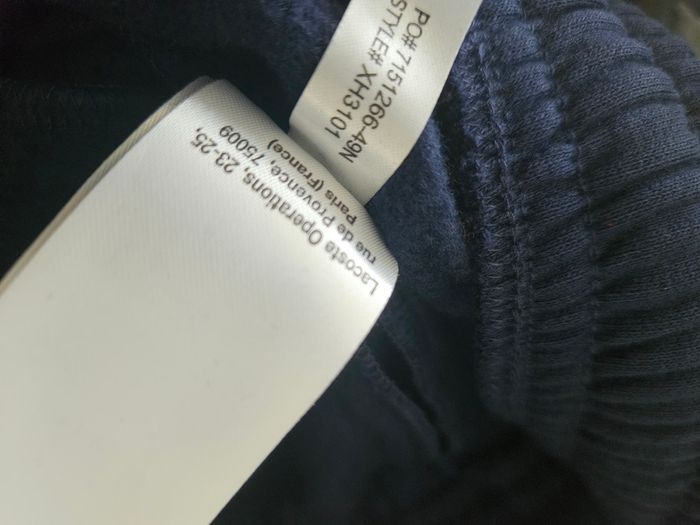 PO# 7151266-49N
STYLE# XH3101
Lacoste Operations, 23-25,
rue de Provence, 75009
Paris (France)